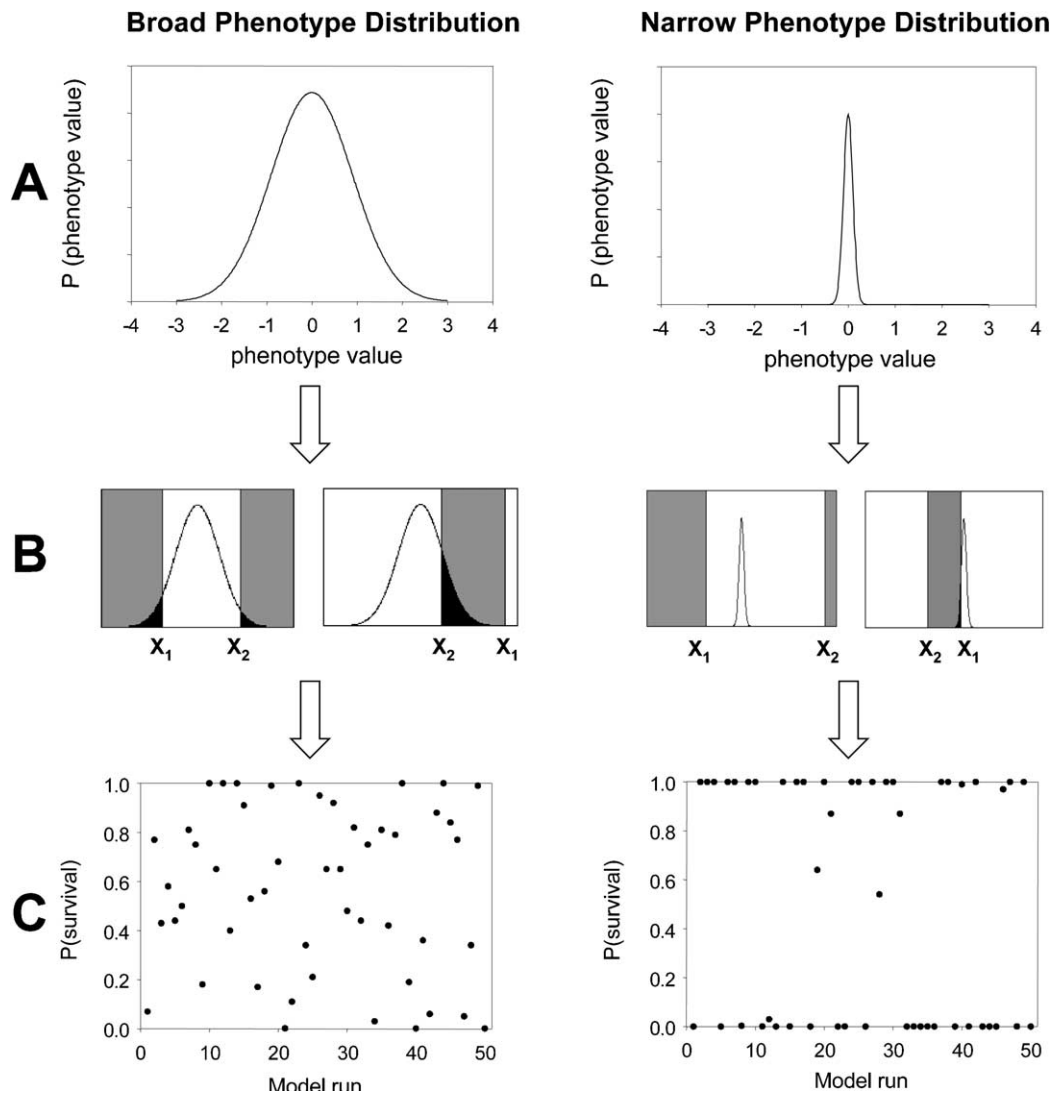 Broad Phenotype Distribution
Narrow Phenotype Distribution
A
P (phenotype value)
-4 -3 -2 -1 0 1 2 3 4
phenotype value
P (phenotype value)
-4 -3 -2 -1 0 1 2 3 4
phenotype value
B
X1 X2
X2 X1
X1 X2
X2 X1
C
P(survival)
1.0
0.8
0.6
0.4
0.2
0.0
0 10 20 30 40 50
Model run
P(survival)
1.0
0.8
0.6
0.4
0.2
0.0
0 10 20 30 40 50
Model run